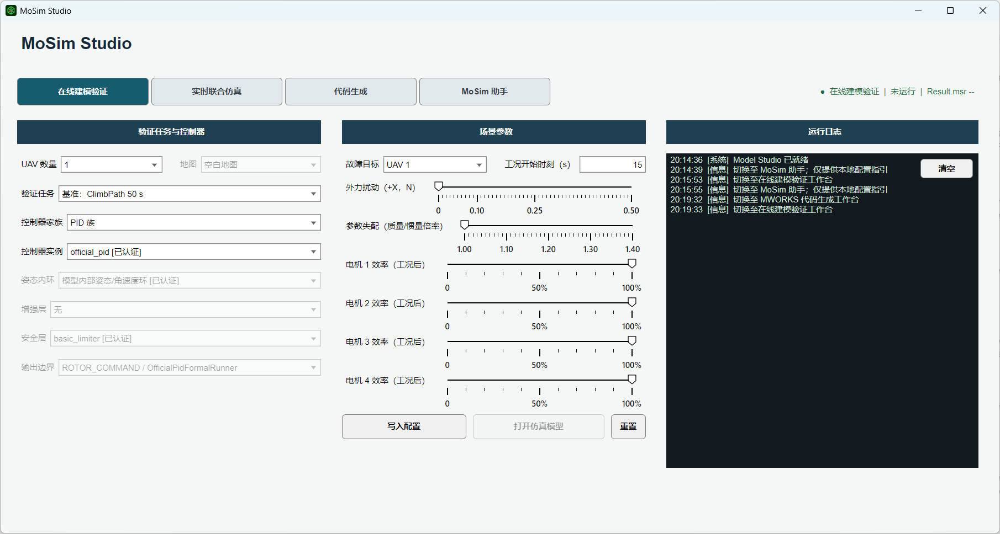 MoSim Studio
MoSim Studio
在线建模验证
实时联合仿真
代码生成
MoSim 助手
● 在线建模验证 | 未运行 | Result.msr --
验证任务与控制器
UAV 数量 1
地图 空白地图
验证任务 基准：ClimbPath 50 s
控制器家族 PID 族
控制器实例 official_pid [已认证]
姿态内环 模型内部姿态/角速度环 [已认证]
增强层 无
安全层 basic_limiter [已认证]
输出边界 ROTOR_COMMAND / OfficialPidFormalRunner
场景参数
故障目标 UAV 1
工况开始时刻（s） 15
外力扰动（+X，N）
0 0.10 0.25 0.50
参数失配（质量/惯量倍率）
1.00 1.10 1.20 1.30 1.40
电机 1 效率（工况后）
0 50% 100%
电机 2 效率（工况后）
0 50% 100%
电机 3 效率（工况后）
0 50% 100%
电机 4 效率（工况后）
0 50% 100%
写入配置
打开仿真模型
重置
运行日志
清空
20:14:36 [系统] Model Studio 已就绪
20:14:39 [信息] 切换至 MoSim 助手；仅提供本地配置指引
20:15:53 [信息] 切换至在线建模验证工作台
20:15:55 [信息] 切换至 MoSim 助手；仅提供本地配置指引
20:19:32 [信息] 切换至 MWORKS 代码生成工作台
20:19:33 [信息] 切换至在线建模验证工作台